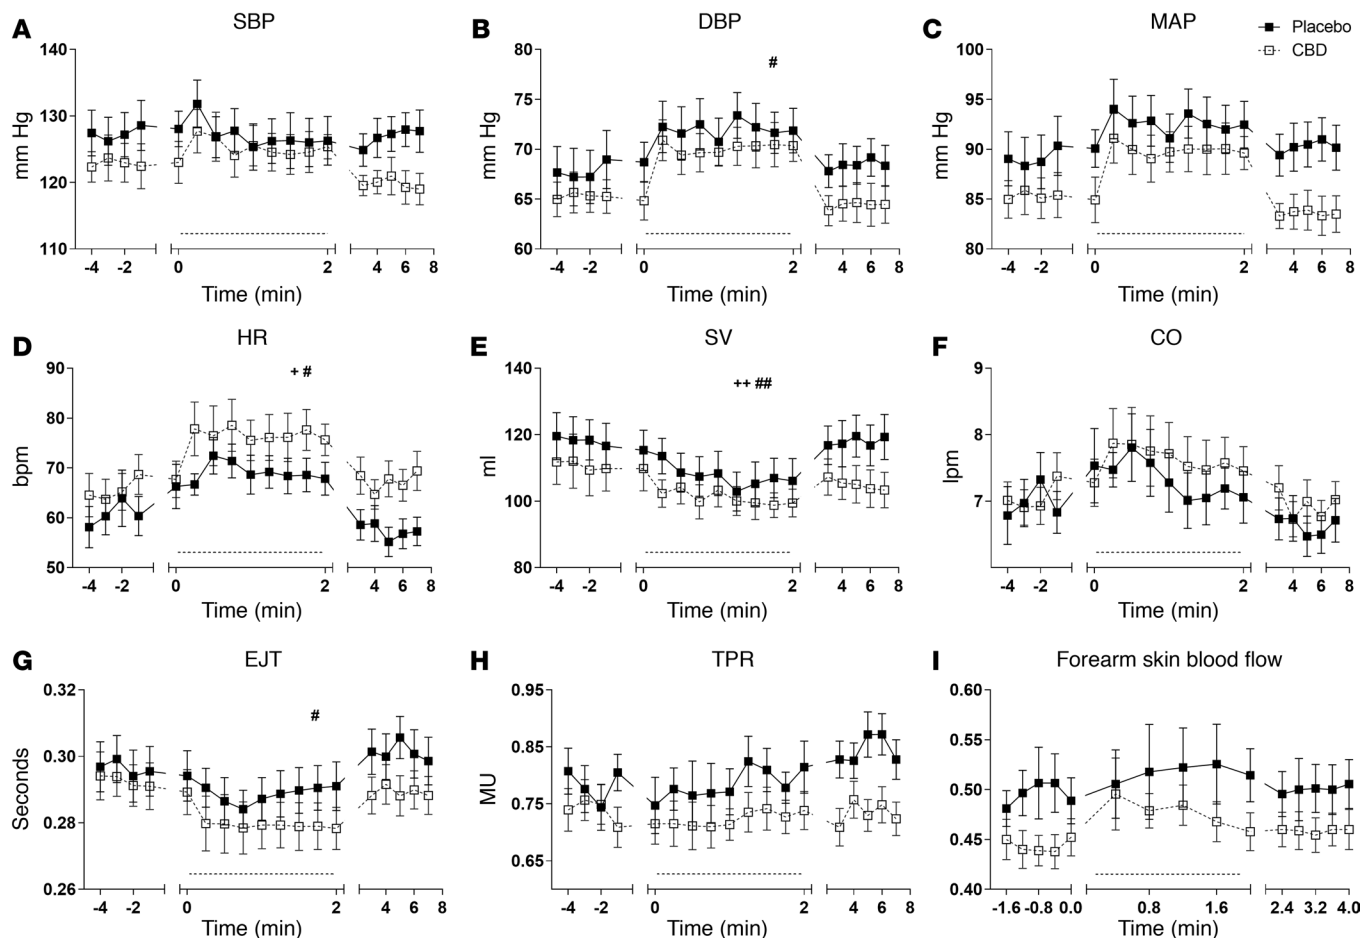 A SBP
140
130
120
110
mm Hg
-4 -2 0 2 4 6 8
Time (min)
B DBP
#
80
75
70
65
60
mm Hg
-4 -2 0 2 4 6 8
Time (min)
C MAP
Placebo
CBD
100
95
90
85
80
mm Hg
-4 -2 0 2 4 6 8
Time (min)
D HR
+ #
90
80
70
60
50
bpm
-4 -2 0 2 4 6 8
Time (min)
E SV
++ ##
140
120
100
80
ml
-4 -2 0 2 4 6 8
Time (min)
F CO
9
8
7
lpm
-4 -2 0 2 4 6 8
Time (min)
G EJT
#
0.32
0.30
0.28
0.26
Seconds
-4 -2 0 2 4 6 8
Time (min)
H TPR
0.95
0.85
0.75
0.65
MU
-4 -2 0 2 4 6 8
Time (min)
I Forearm skin blood flow
0.60
0.55
0.50
0.45
0.40
-1.6 -0.8 0.0 0.8 1.6 2.4 3.2 4.0
Time (min)